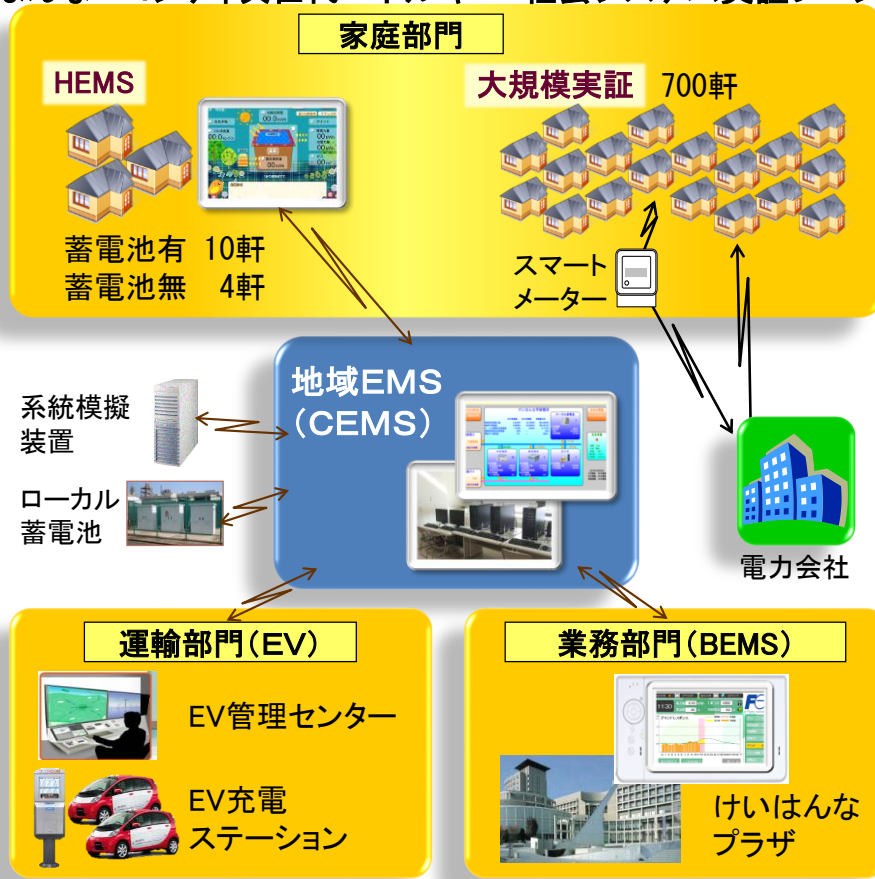 家庭部門
HEMS
大規模実証 700軒
蓄電池有 10軒
蓄電池無 4軒
スマート
メーター
地域EMS
(CEMS)
系統模擬
装置
ローカル
蓄電池
電力会社
運輸部門(EV)
EV管理センター
EV充電
ステーション
業務部門(BEMS)
11:30
けいはんな
プラザ